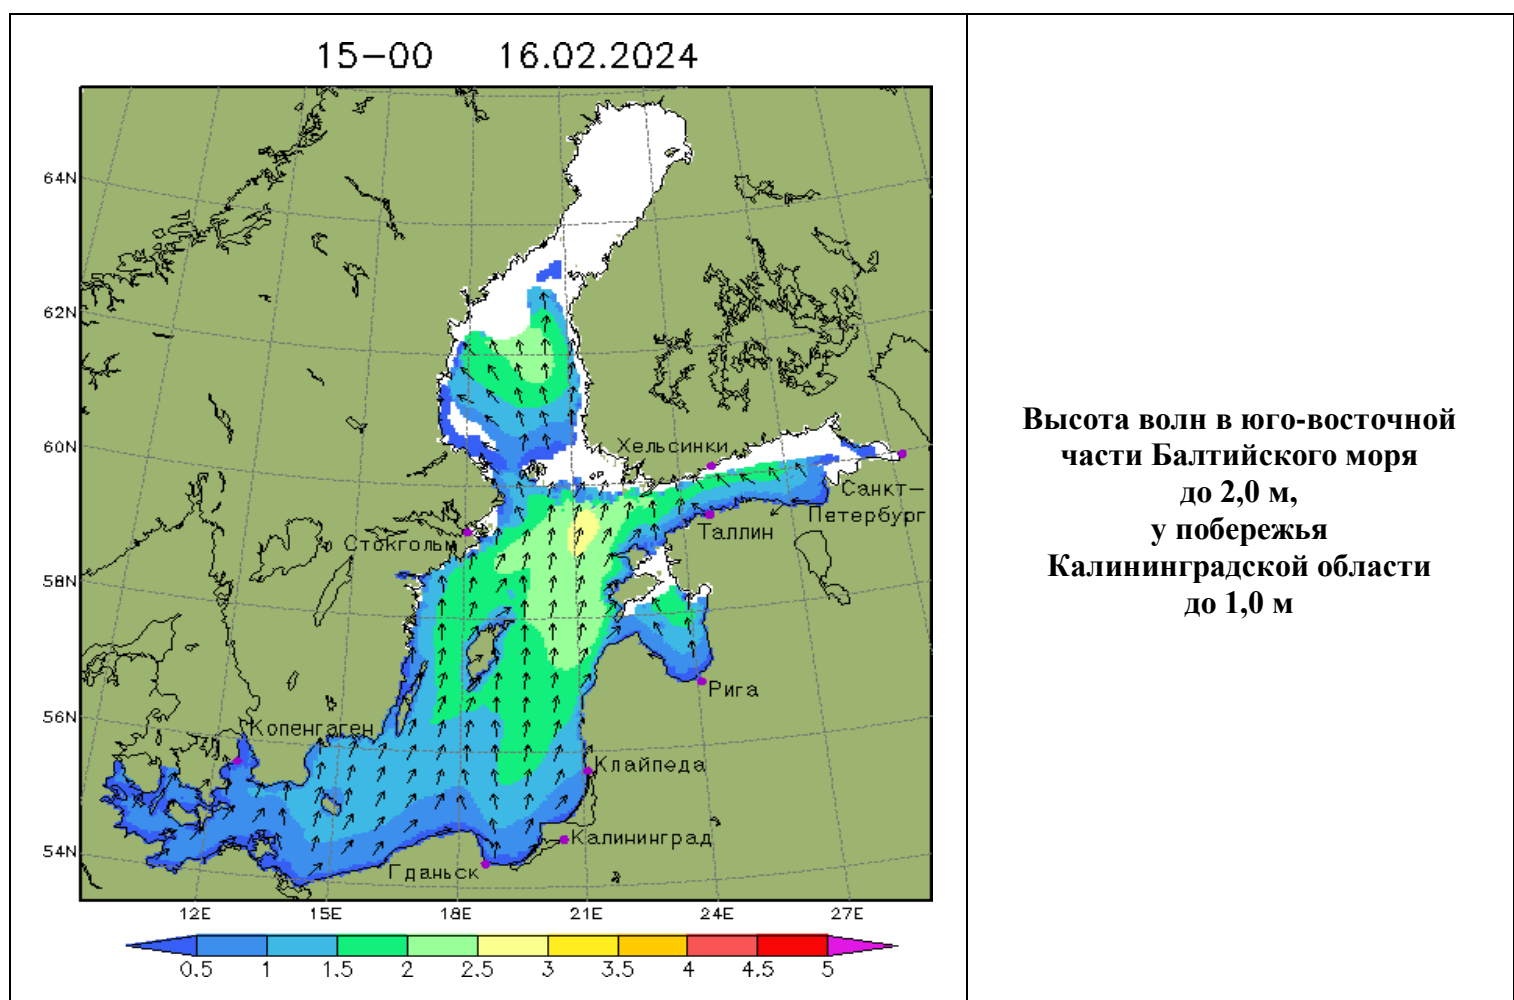 15-00 16.02.2024
64N
62N
60N
58N
56N
54N
Хельсинки
Санкт-
Петербург
Таллин
Стокгольм
Рига
Копенгаген
Клайпеда
Калининград
Гданьск
12E 15E 18E 21E 24E 27E
0.5 1 1.5 2 2.5 3 3.5 4 4.5 5
Высота волн в юго-восточной
части Балтийского моря
до 2,0 м,
у побережья
Калининградской области
до 1,0 м